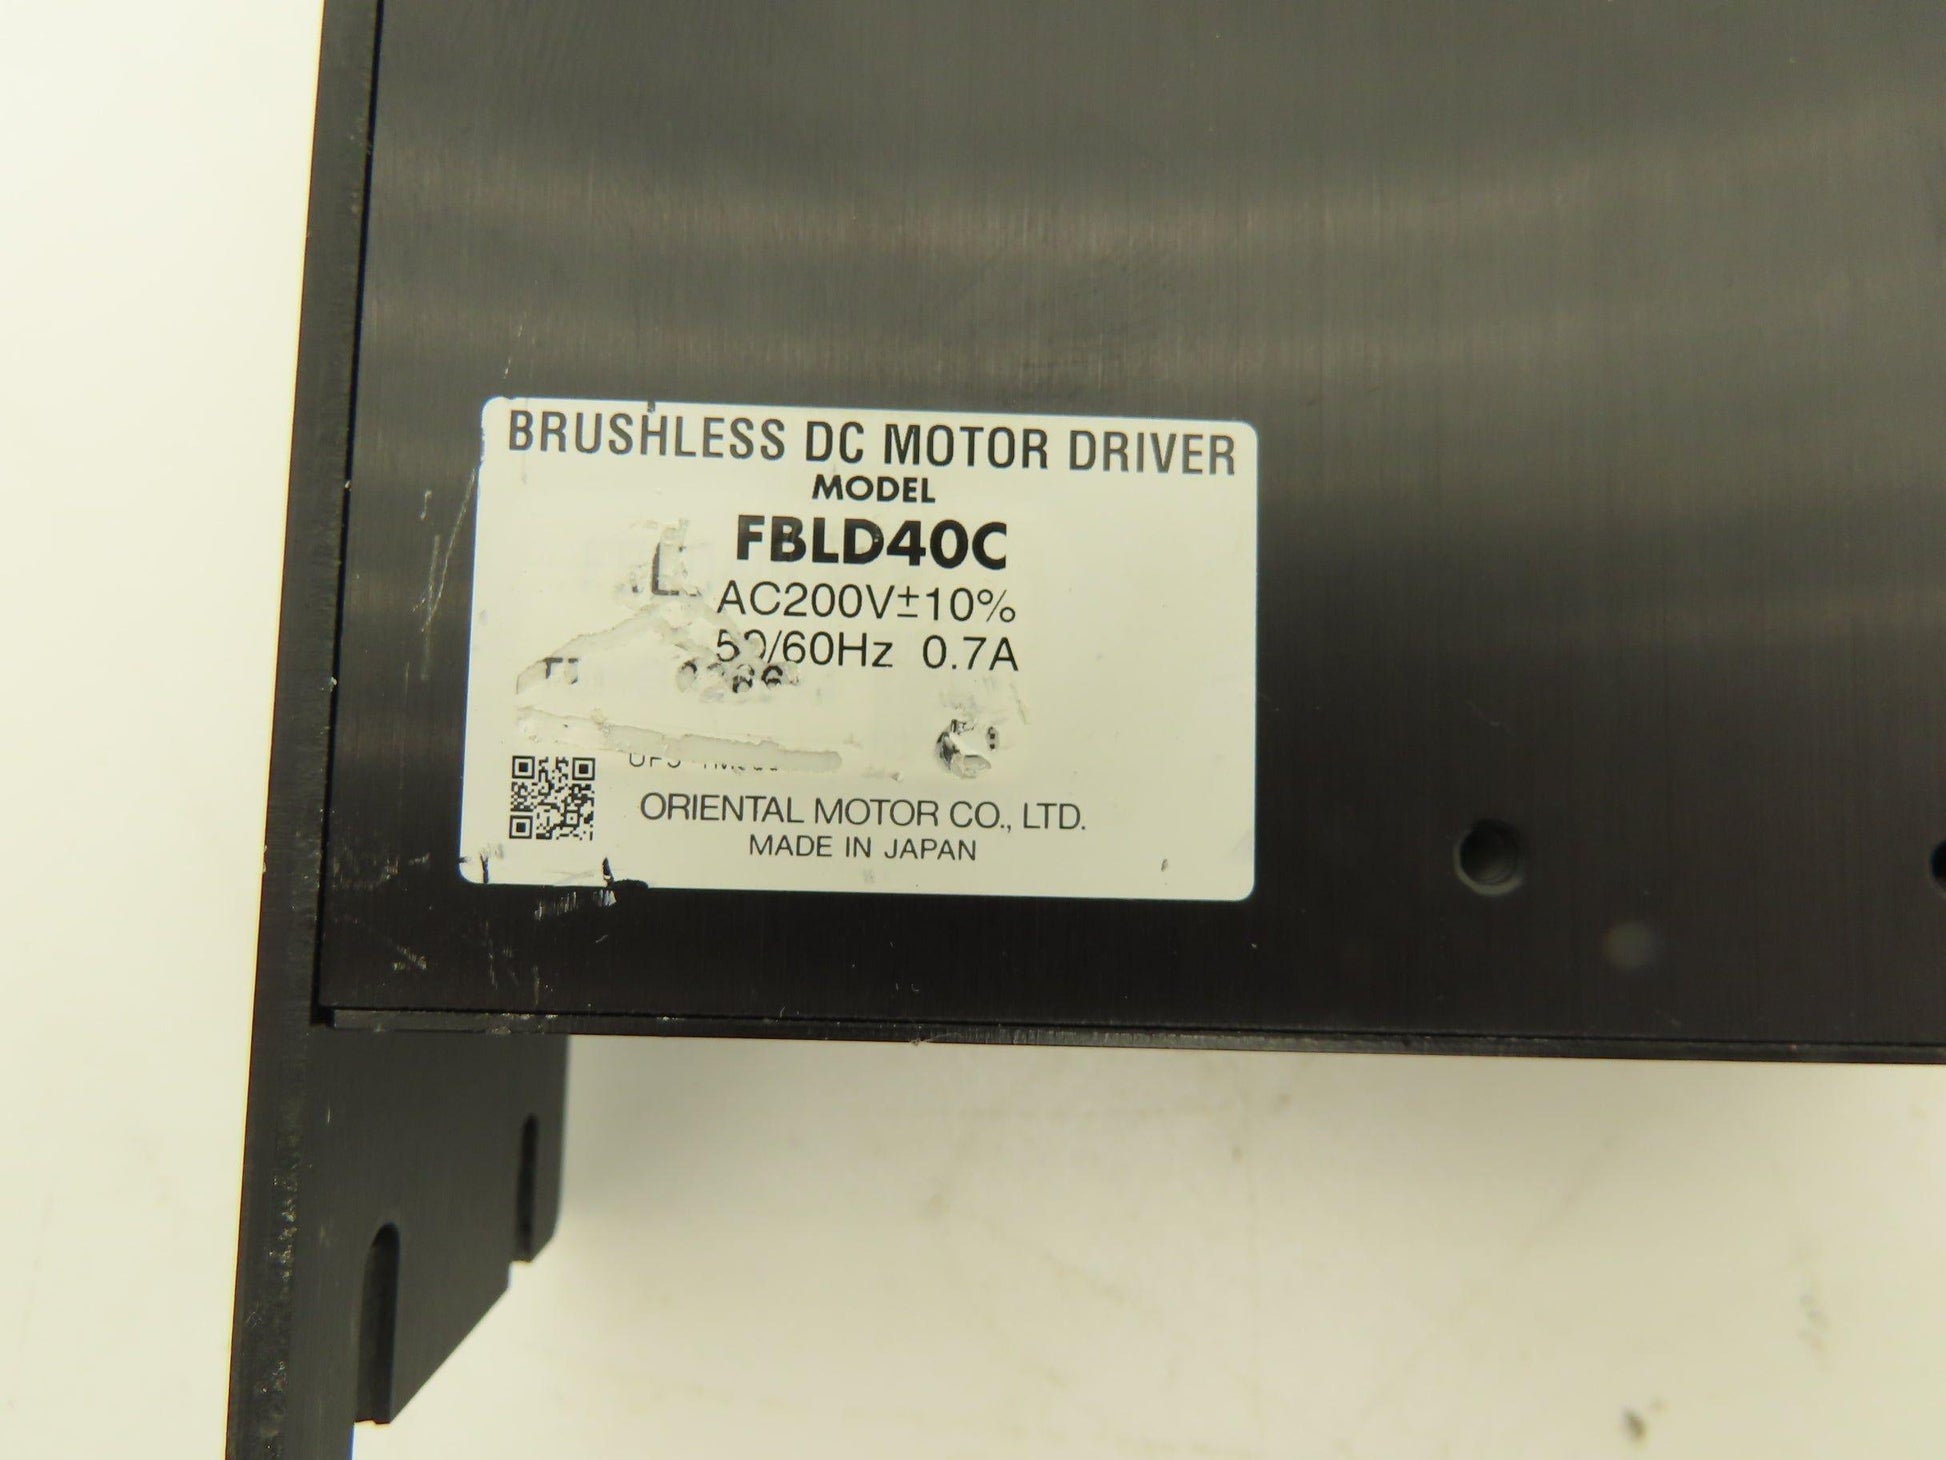 BRUSHLESS DC MOTOR DRIVER
MODEL
FBLD40C
AC200V±10%
50/60Hz 0.7A
ORIENTAL MOTOR CO., LTD.
MADE IN JAPAN